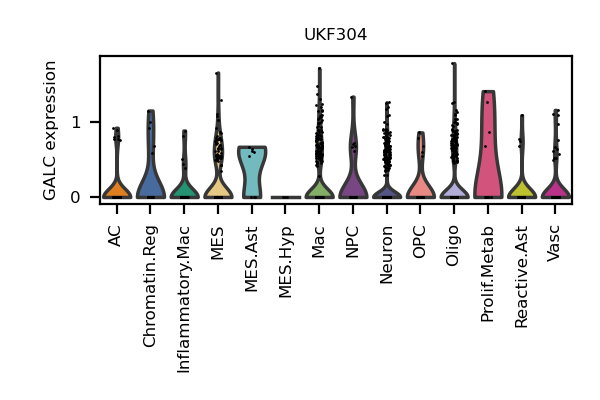 UKF304
GALC expression
1
0
AC
Chromatin.Reg
Inflammatory.Mac
MES
MES.Ast
MES.Hyp
Mac
NPC
Neuron
OPC
Oligo
Prolif.Metab
Reactive.Ast
Vasc